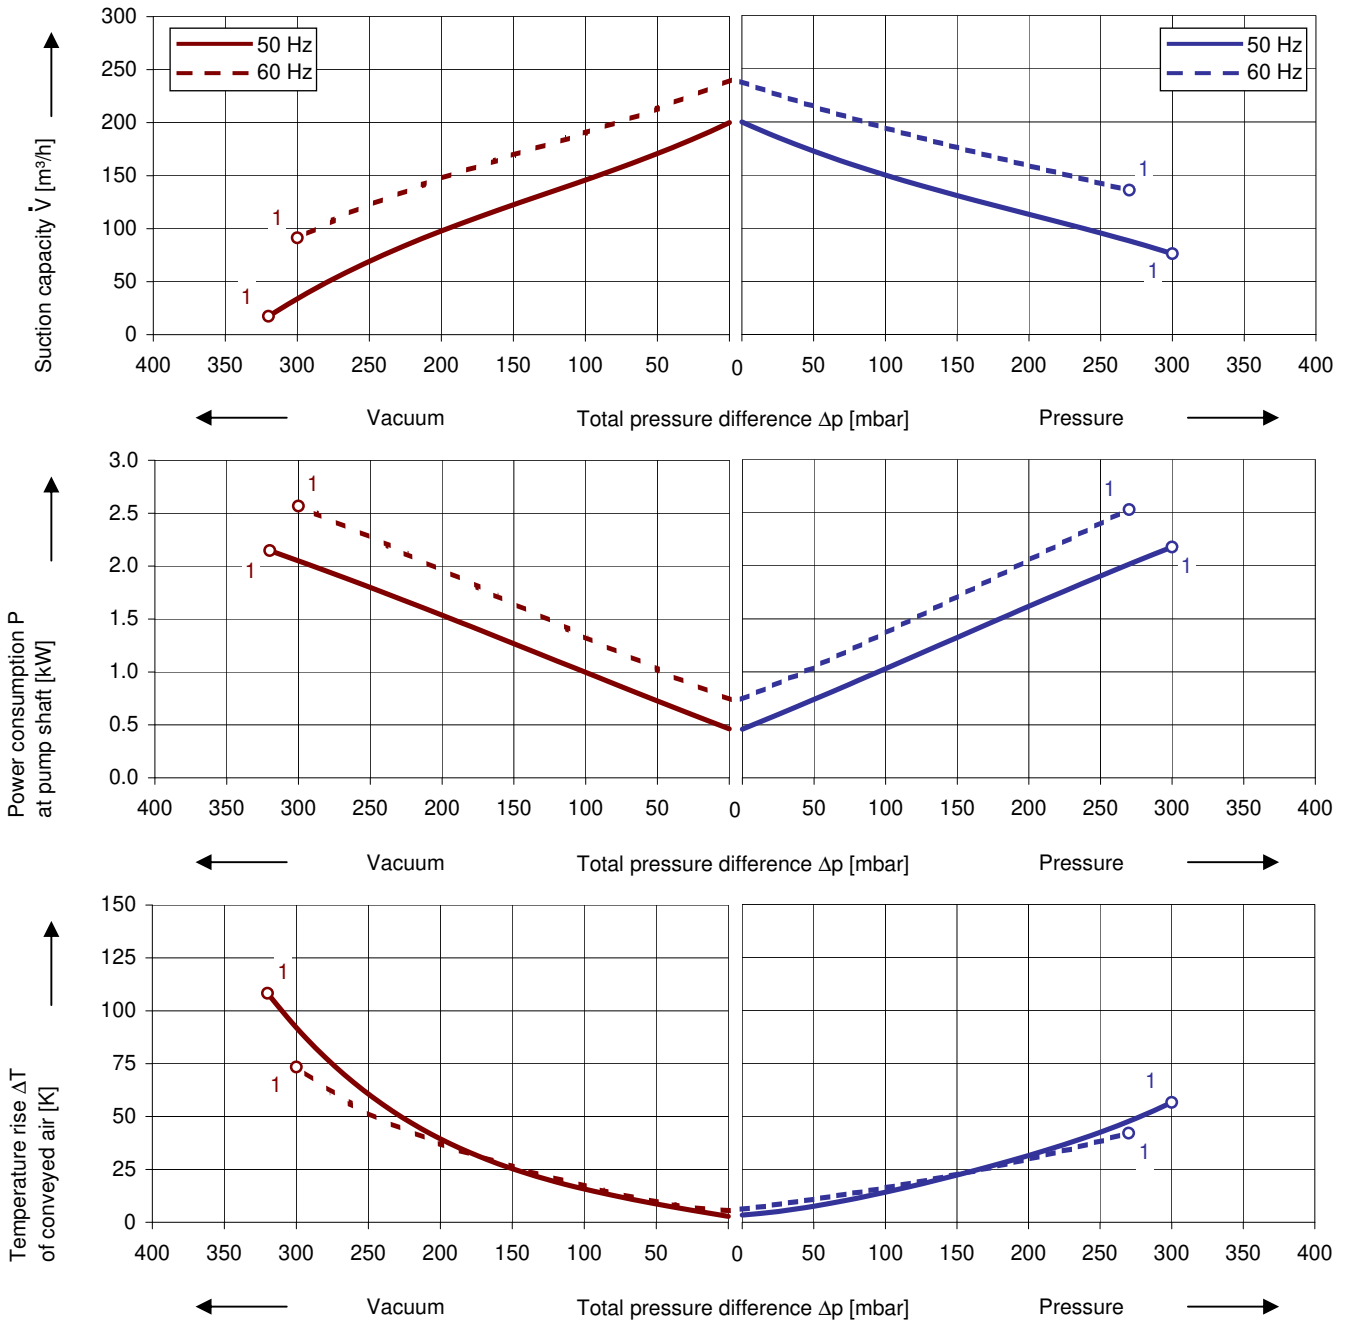 300
250
200
150
100
50
0
Suction capacity V̇ [m³/h]
50 Hz
60 Hz
50 Hz
60 Hz
1
1
1
1
400 350 300 250 200 150 100 50 0 50 100 150 200 250 300 350 400
Vacuum Total pressure difference Δp [mbar] Pressure
3.0
2.5
2.0
1.5
1.0
0.5
0.0
Power consumption P
at pump shaft [kW]
1
1
1
1
400 350 300 250 200 150 100 50 0 50 100 150 200 250 300 350 400
Vacuum Total pressure difference Δp [mbar] Pressure
150
125
100
75
50
25
0
Temperature rise ΔT
of conveyed air [K]
1
1
1
1
400 350 300 250 200 150 100 50 0 50 100 150 200 250 300 350 400
Vacuum Total pressure difference Δp [mbar] Pressure